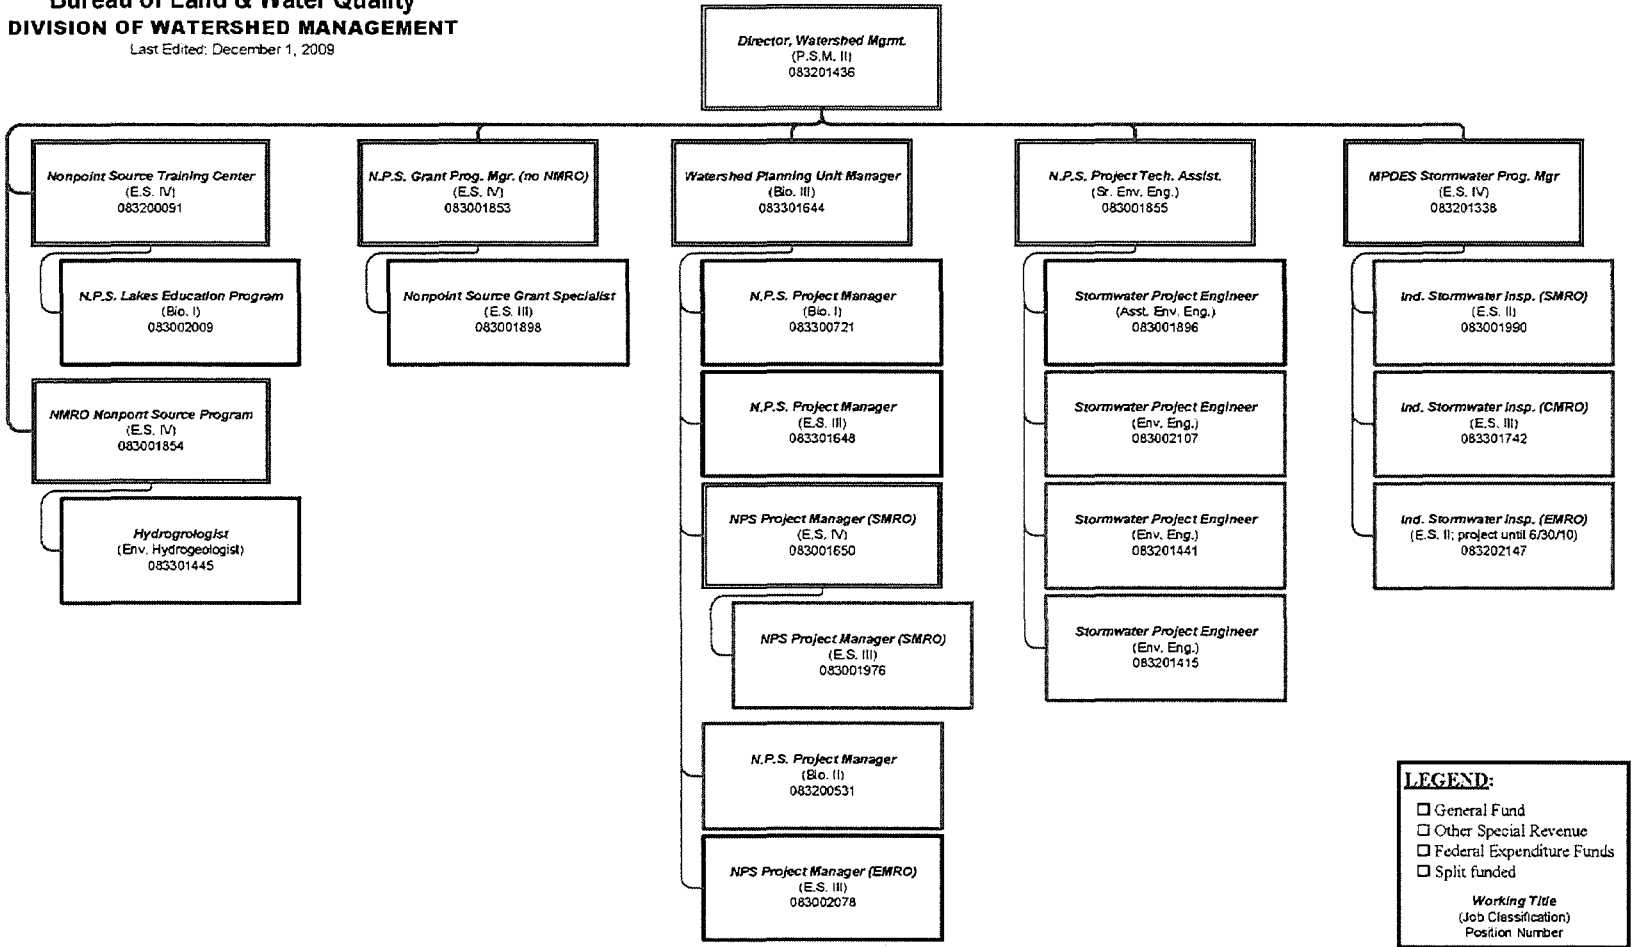 Bureau of Land & Water Quality
DIVISION OF WATERSHED MANAGEMENT
Last Edited: December 1, 2009
Director, Watershed Mgmt.
(P.S.M. II)
083201436
Nonpoint Source Training Center
(E.S. IV)
083200091
N.P.S. Lakes Education Program
(Bio. I)
083002009
NMRO Nonpont Source Program
(E.S. IV)
083001854
Hydrogrologist
(Env. Hydrogeologist)
083301445
N.P.S. Grant Prog. Mgr. (no NMRO)
(E.S. IV)
083001853
Nonpoint Source Grant Specialist
(E.S. III)
083001898
Watershed Planning Unit Manager
(Bio. III)
083301644
N.P.S. Project Manager
(Bio. I)
083300721
N.P.S. Project Manager
(E.S. III)
083301648
NPS Project Manager (SMRO)
(E.S. IV)
083001650
NPS Project Manager (SMRO)
(E.S. III)
083001976
N.P.S. Project Manager
(Bio. II)
083200531
NPS Project Manager (EMRO)
(E.S. III)
083002078
N.P.S. Project Tech. Assist.
(Sr. Env. Eng.)
083001855
Stormwater Project Engineer
(Asst. Env. Eng.)
083001896
Stormwater Project Engineer
(Env. Eng.)
083002107
Stormwater Project Engineer
(Env. Eng.)
083201441
Stormwater Project Engineer
(Env. Eng.)
083201415
MPDES Stormwater Prog. Mgr
(E.S. IV)
083201338
Ind. Stormwater Insp. (SMRO)
(E.S. II)
083001990
Ind. Stormwater Insp. (CMRO)
(E.S. III)
083301742
Ind. Stormwater Insp. (EMRO)
(E.S. II; project until 6/30/10)
083202147
LEGEND:
General Fund
Other Special Revenue
Federal Expenditure Funds
Split funded
Working Title
(Job Classification)
Position Number